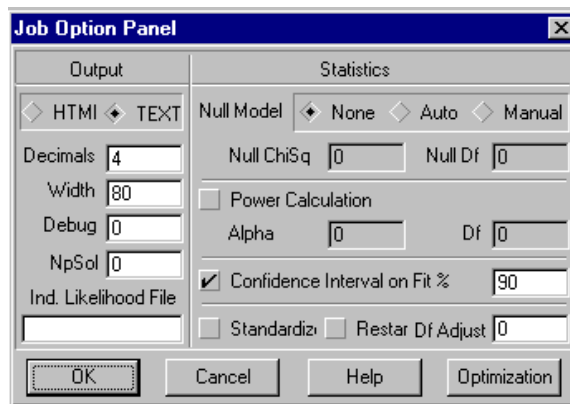 Job Option Panel
Output
Statistics
HTMl TEXT
Null Model None Auto Manual
Decimals 4
Null ChiSq 0 Null Df 0
Width 80
Power Calculation
Debug 0
Alpha 0 Df 0
NpSol 0
Confidence Interval on Fit % 90
Ind. Likelihood File
Standardiz Restar Df Adjust 0
OK Cancel Help Optimization